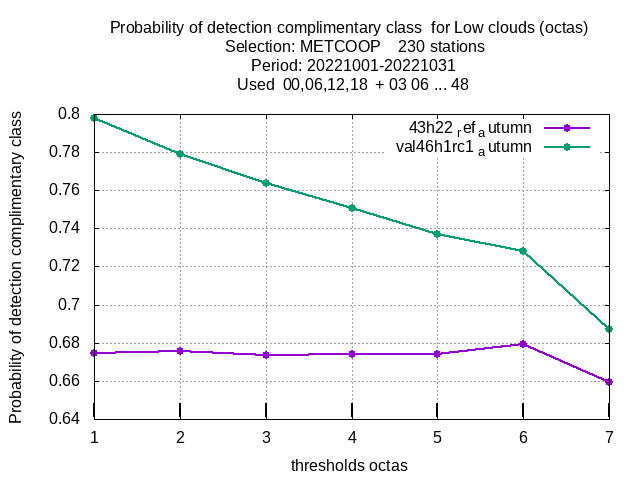 Probability of detection complimentary class  for Low clouds (octas)
Selection: METCOOP    230 stations
Period: 20221001-20221031
Used  00,06,12,18  + 03 06 ... 48
Probability of detection complimentary class
43h22 ref autumn
val46h1rc1 autumn
0.8
0.78
0.76
0.74
0.72
0.7
0.68
0.66
0.64
1 2 3 4 5 6 7
thresholds octas